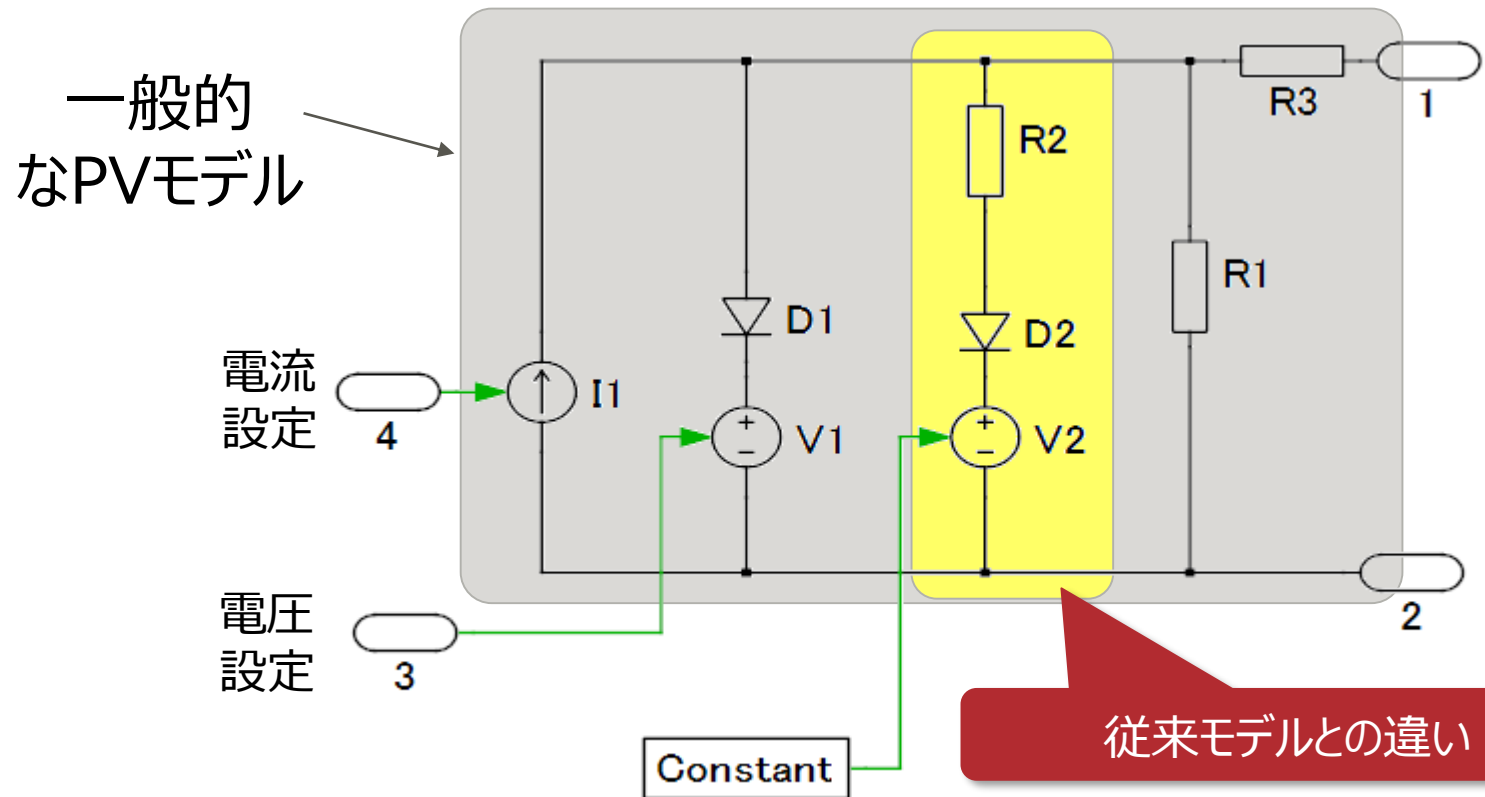 一般的
なPVモデル
R3
1
R2
R1
D1
D2
電流
設定
4
I1
+
−
V1
+
−
V2
電圧
設定
3
2
従来モデルとの違い
Constant